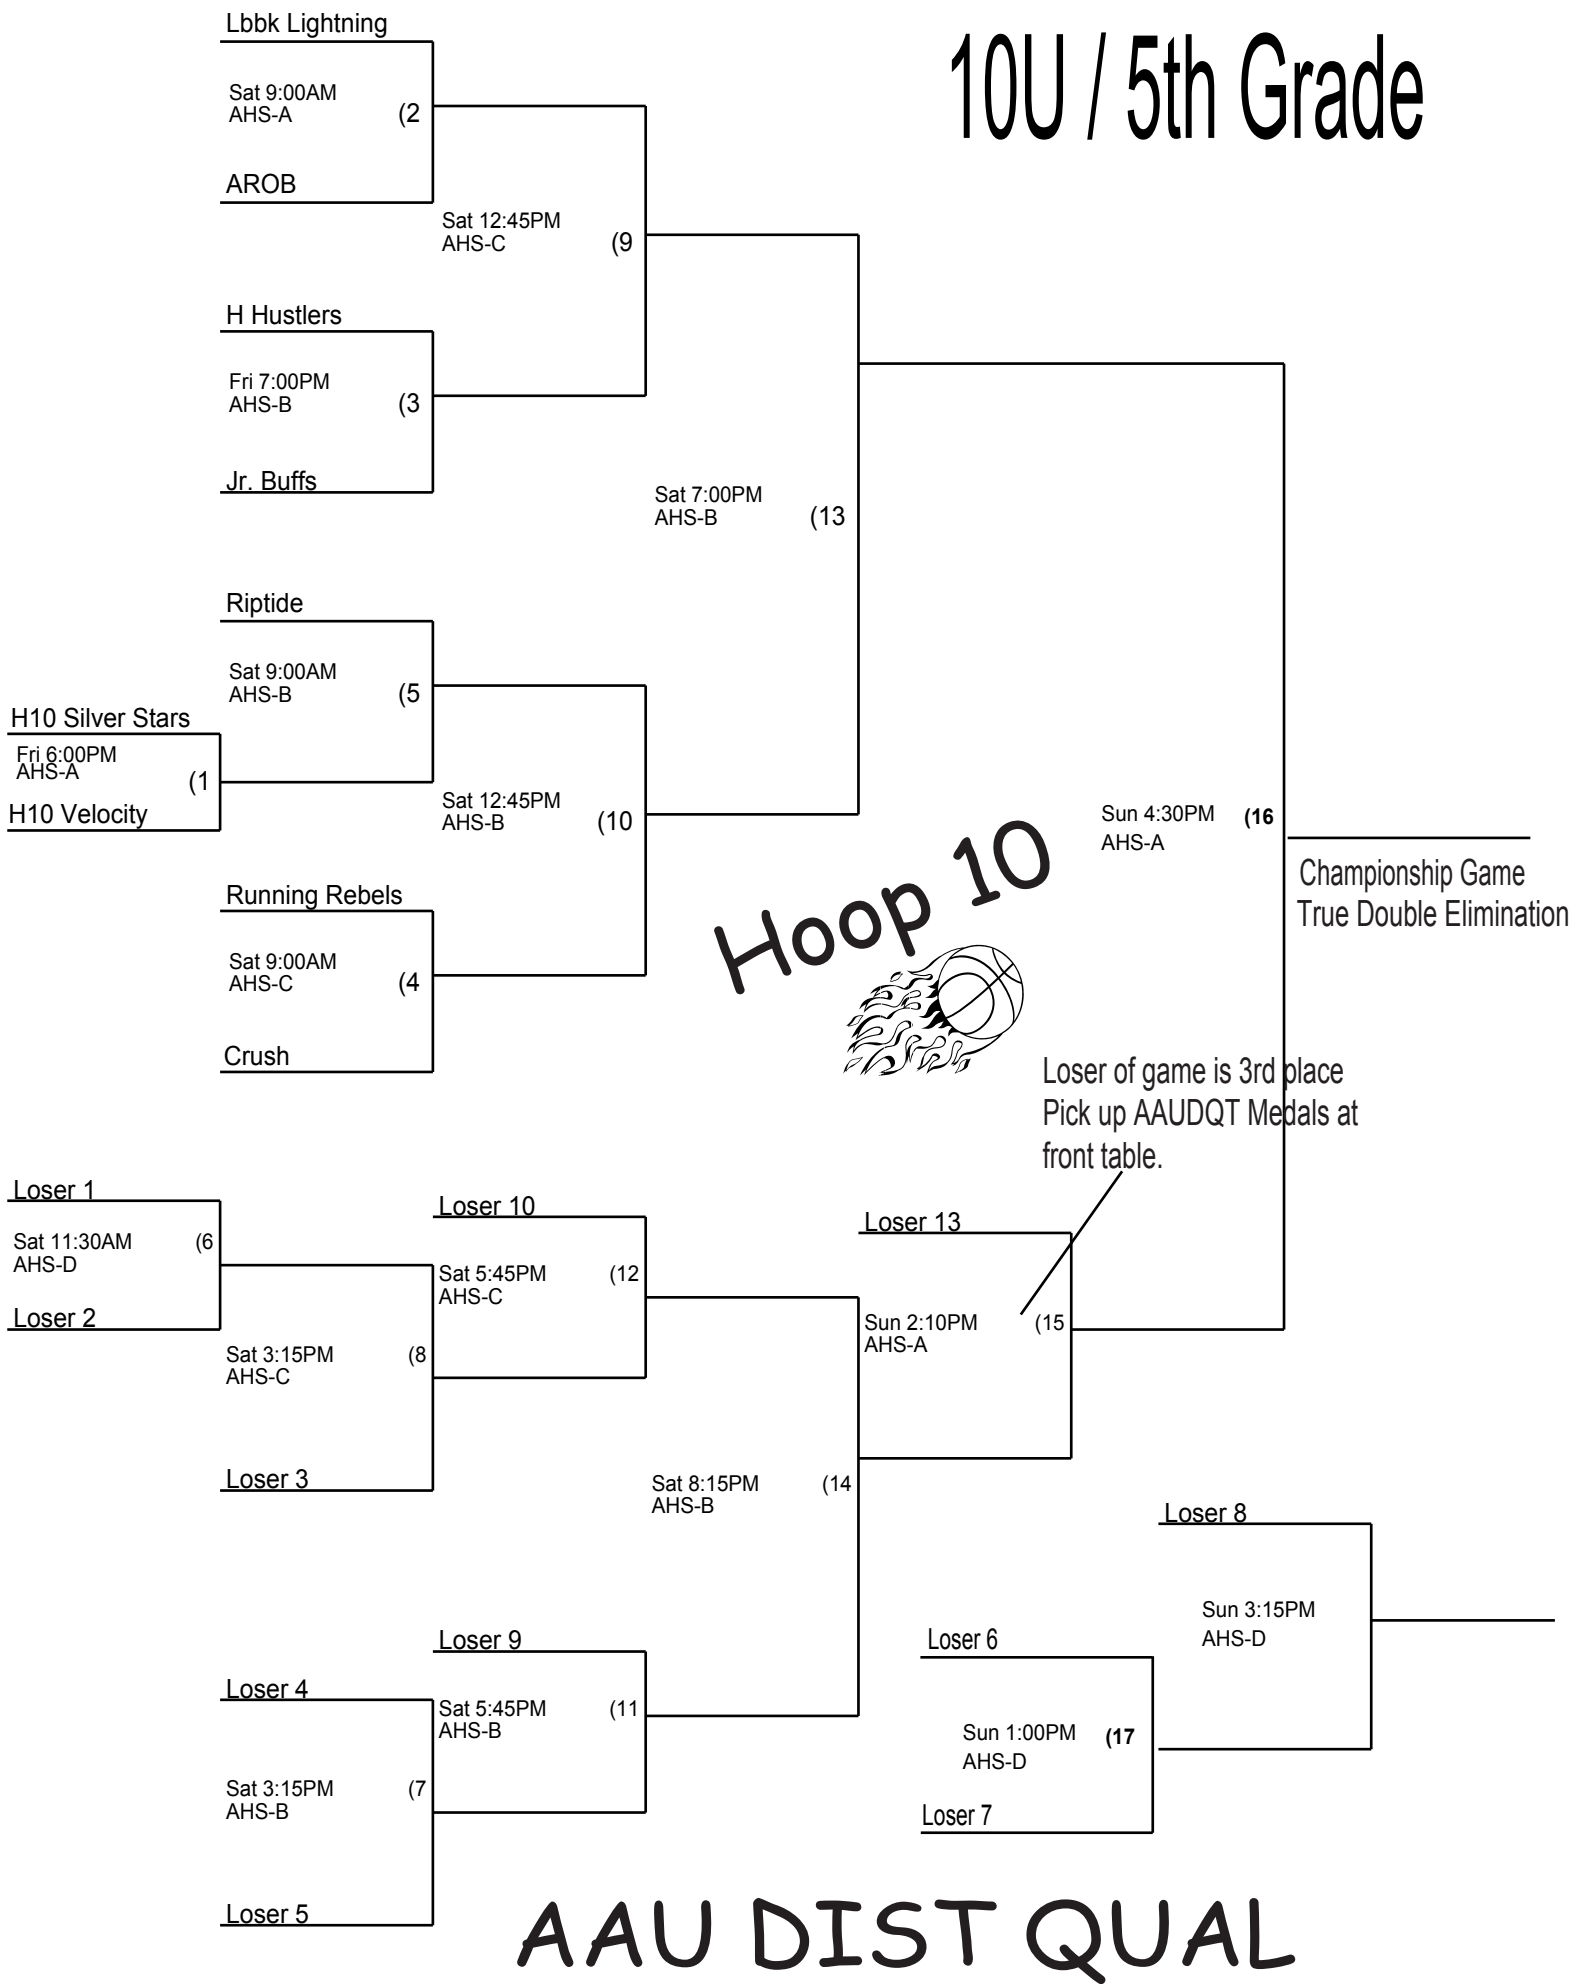 10U / 5th Grade
Lbbk Lightning
Sat 9:00AM
AHS-A
(2
AROB
Sat 12:45PM
AHS-C
(9
H Hustlers
Fri 7:00PM
AHS-B
(3
Jr. Buffs
Sat 7:00PM
AHS-B
(13
Riptide
Sat 9:00AM
AHS-B
(5
H10 Silver Stars
Fri 6:00PM
AHS-A
(1
H10 Velocity
Sat 12:45PM
AHS-B
(10
Running Rebels
Sat 9:00AM
AHS-C
(4
Crush
Hoop 10
Sun 4:30PM
AHS-A
(16
Championship Game
True Double Elimination
Loser of game is 3rd place
Pick up AAUDQT Medals at
front table.
Loser 1
Sat 11:30AM
AHS-D
(6
Loser 2
Loser 10
Sat 5:45PM
AHS-C
(12
Sat 3:15PM
AHS-C
(8
Loser 3
Loser 13
Sun 2:10PM
AHS-A
(15
Sat 8:15PM
AHS-B
(14
Loser 9
Sat 5:45PM
AHS-B
(11
Loser 4
Sat 3:15PM
AHS-B
(7
Loser 5
Loser 8
Sun 3:15PM
AHS-D
Loser 6
Sun 1:00PM
AHS-D
(17
Loser 7
AAU DIST QUAL